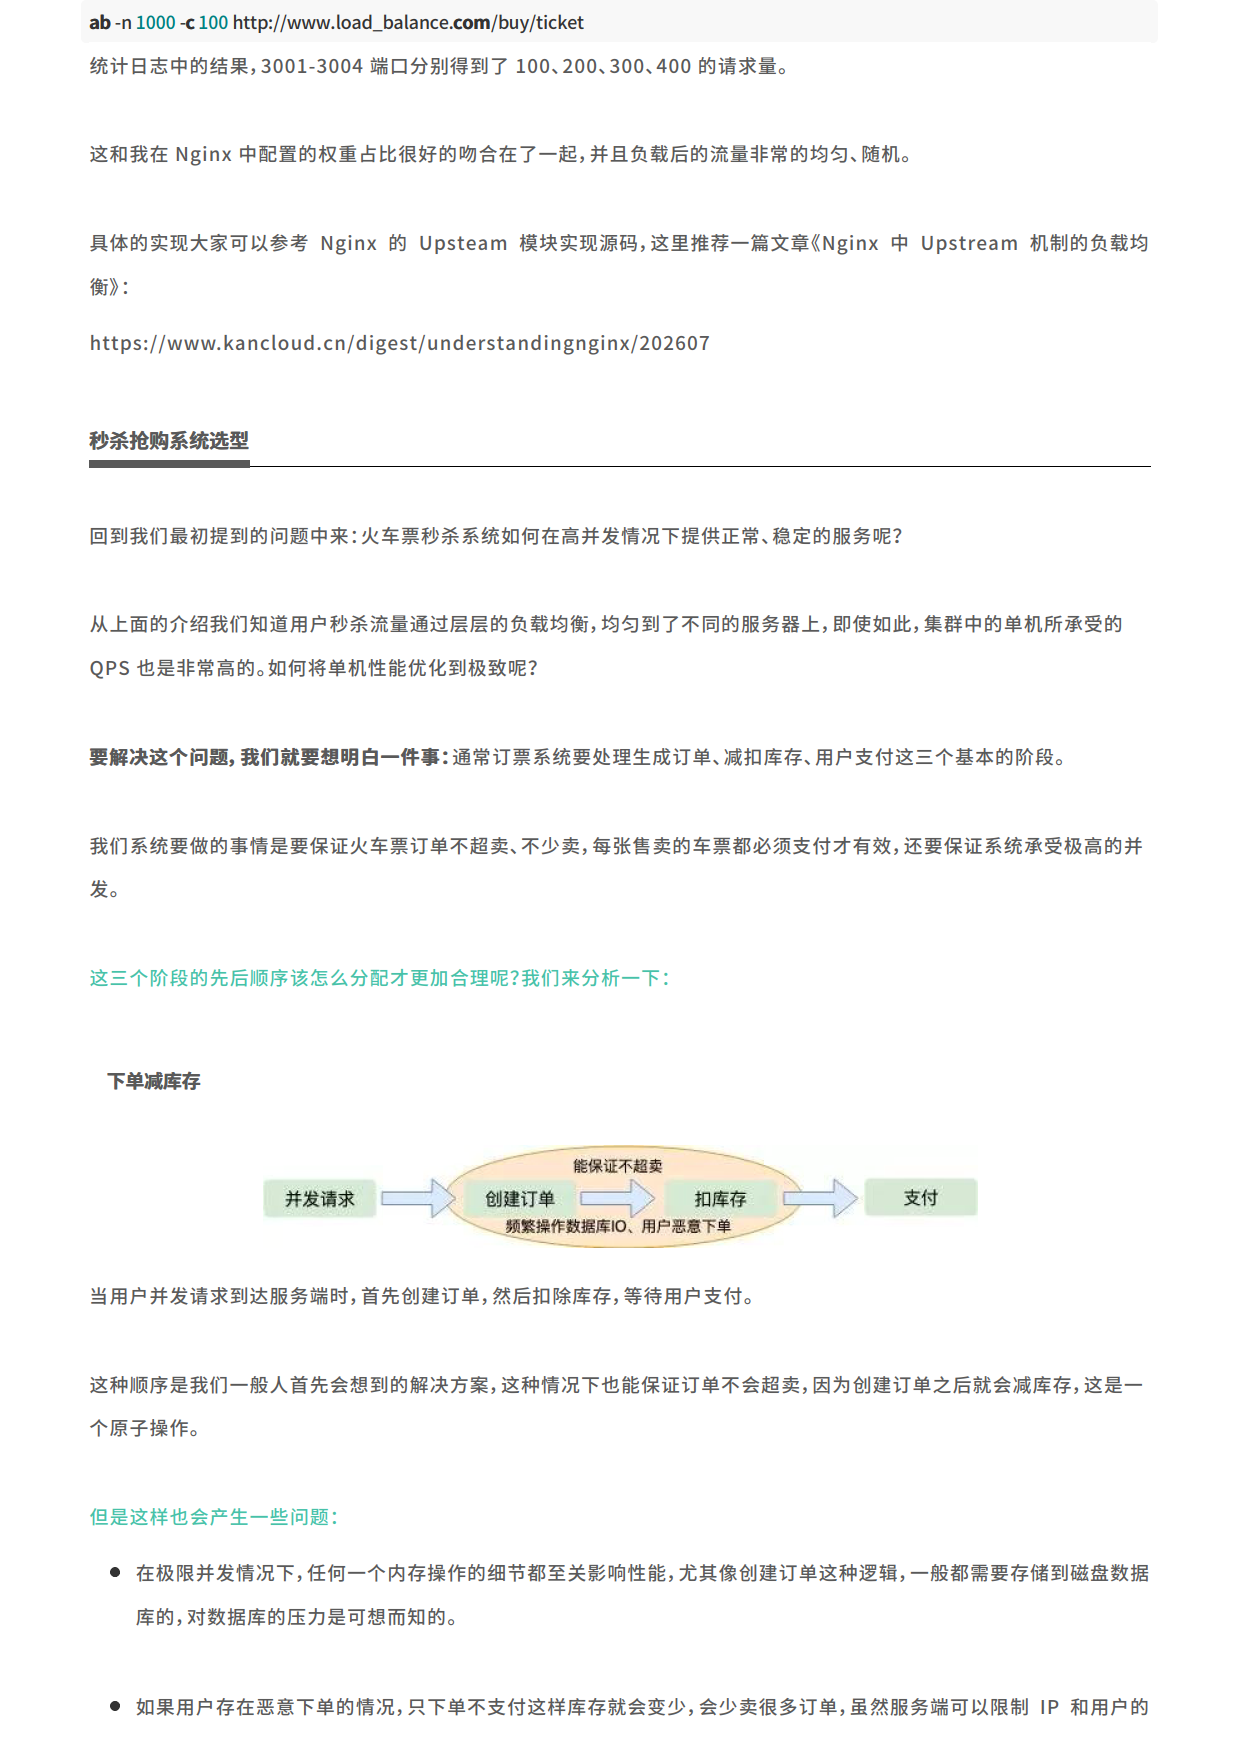 ab -n 1000 -c 100 http://www.load_balance.com/buy/ticket
统计日志中的结果，3001-3004 端口分别得到了 100、200、300、400 的请求量。
这和我在 Nginx 中配置的权重占比很好的吻合在了一起，并且负载后的流量非常的均匀、随机。
具体的实现大家可以参考 Nginx 的 Upsteam 模块实现源码，这里推荐一篇文章《Nginx 中 Upstream 机制的负载均
衡》：
https://www.kancloud.cn/digest/understandingnginx/202607
秒杀抢购系统选型
回到我们最初提到的问题中来：火车票秒杀系统如何在高并发情况下提供正常、稳定的服务呢？
从上面的介绍我们知道用户秒杀流量通过层层的负载均衡，均匀到了不同的服务器上，即使如此，集群中的单机所承受的
QPS 也是非常高的。如何将单机性能优化到极致呢？
要解决这个问题，我们就要想明白一件事：通常订票系统要处理生成订单、减扣库存、用户支付这三个基本的阶段。
我们系统要做的事情是要保证火车票订单不超卖、不少卖，每张售卖的车票都必须支付才有效，还要保证系统承受极高的并
发。
这三个阶段的先后顺序该怎么分配才更加合理呢？我们来分析一下：
下单减库存
能保证不超卖
并发请求 创建订单 扣库存 支付
频繁操作数据库IO、用户恶意下单
当用户并发请求到达服务端时，首先创建订单，然后扣除库存，等待用户支付。
这种顺序是我们一般人首先会想到的解决方案，这种情况下也能保证订单不会超卖，因为创建订单之后就会减库存，这是一
个原子操作。
但是这样也会产生一些问题：
● 在极限并发情况下，任何一个内存操作的细节都至关影响性能，尤其像创建订单这种逻辑，一般都需要存储到磁盘数据
库的，对数据库的压力是可想而知的。
● 如果用户存在恶意下单的情况，只下单不支付这样库存就会变少，会少卖很多订单，虽然服务端可以限制 IP 和用户的